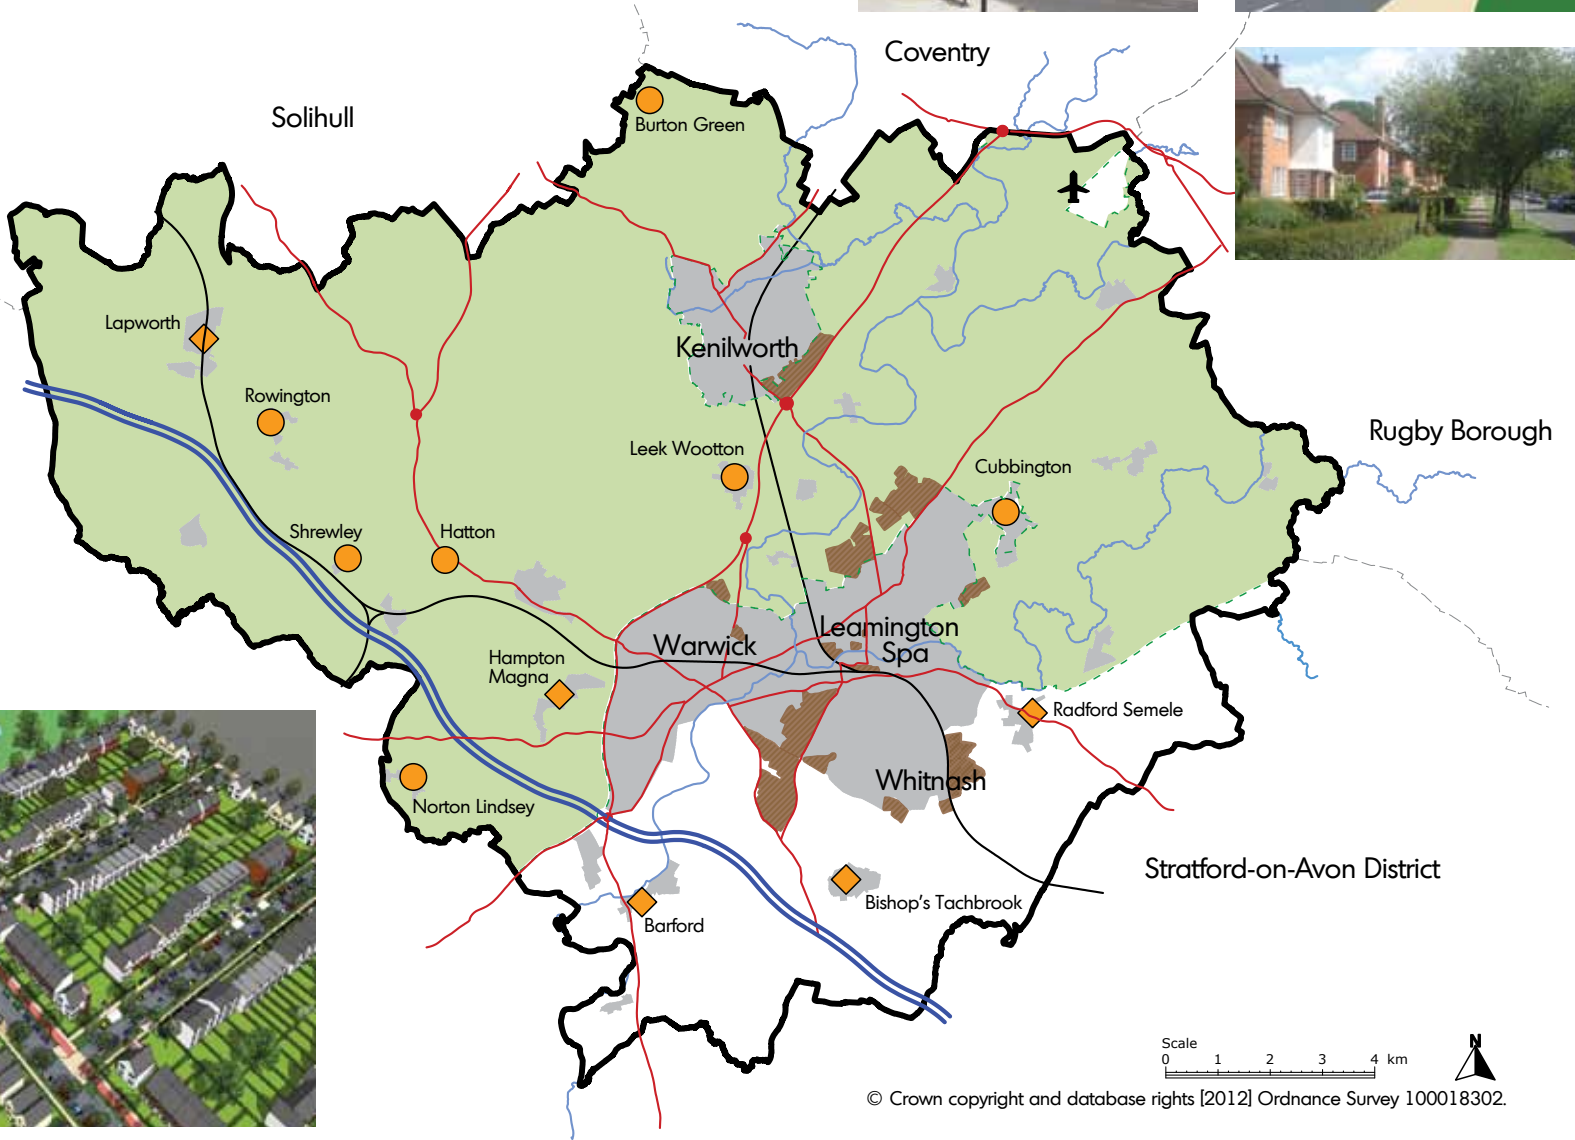 Coventry
Solihull
Burton Green
Lapworth
Kenilworth
Rowington
Rugby Borough
Leek Wootton
Cubbington
Shrewley
Hatton
Leamington
Spa
Warwick
Hampton
Magna
Radford Semele
Whitnash
Norton Lindsey
Stratford-on-Avon District
Bishop's Tachbrook
Barford
Scale
0 1 2 3 4 km
N
© Crown copyright and database rights [2012] Ordnance Survey 100018302.